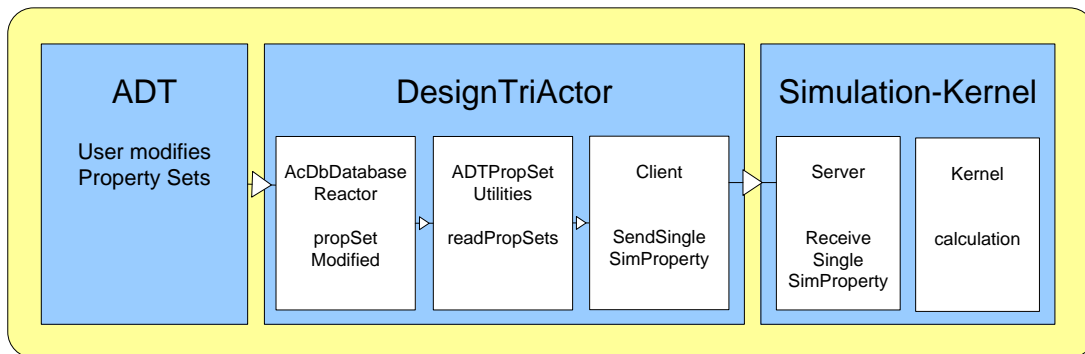 ADT
User modifies
Property Sets
DesignTriActor
AcDbDatabase
Reactor
propSet
Modified
ADTPropSet
Utilities
readPropSets
Client
SendSingle
SimProperty
Simulation-Kernel
Server
Receive
Single
SimProperty
Kernel
calculation